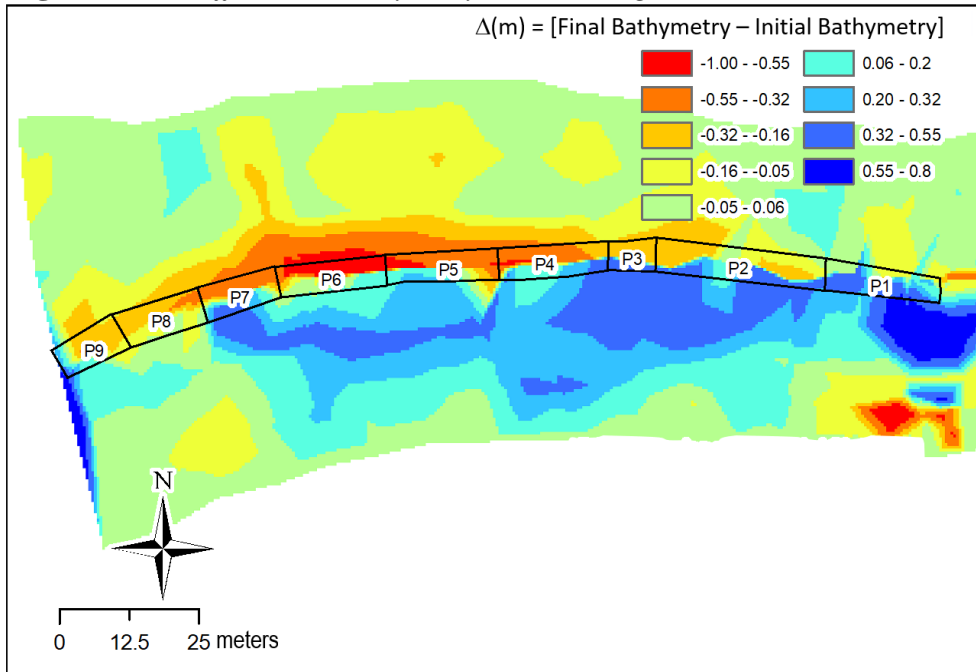 Δ(m) = [Final Bathymetry – Initial Bathymetry]
-1.00 - -0.55
0.06 - 0.2
-0.55 - -0.32
0.20 - 0.32
-0.32 - -0.16
0.32 - 0.55
-0.16 - -0.05
0.55 - 0.8
-0.05 - 0.06
P9
P8
P7
P6
P5
P4
P3
P2
P1
N
0 12.5 25 meters